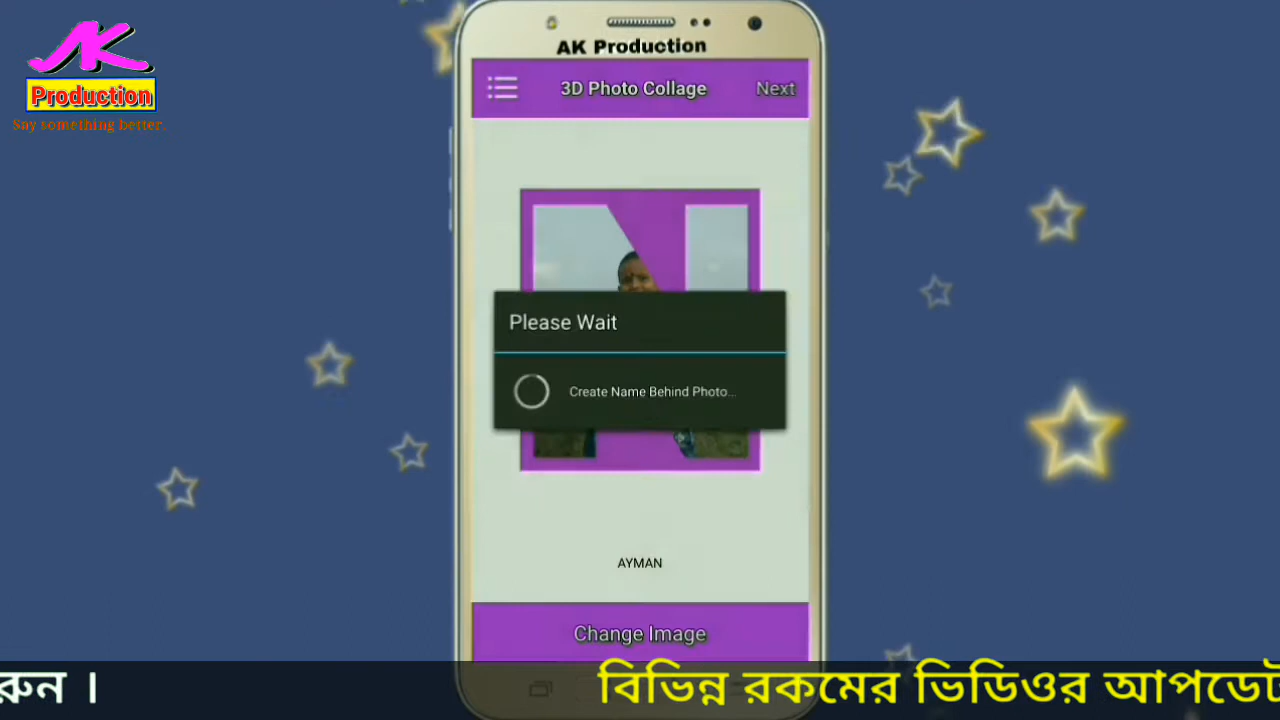 AK
Production
Say something better.
AK Production
3D Photo Collage
Next
Please Wait
Create Name Behind Photo...
AYMAN
Change Image
রুন । বিভিন্ন রকমের ভিডিওর আপডেট